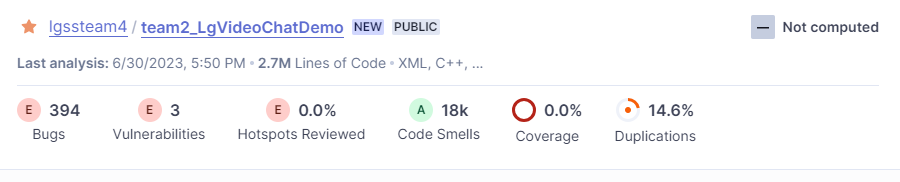 lgssteam4 / team2_LgVideoChatDemo NEW PUBLIC — Not computed
Last analysis: 6/30/2023, 5:50 PM • 2.7M Lines of Code • XML, C++, ...
E 394 E 3 E 0.0% A 18k 0.0% 14.6%
Bugs Vulnerabilities Hotspots Reviewed Code Smells Coverage Duplications